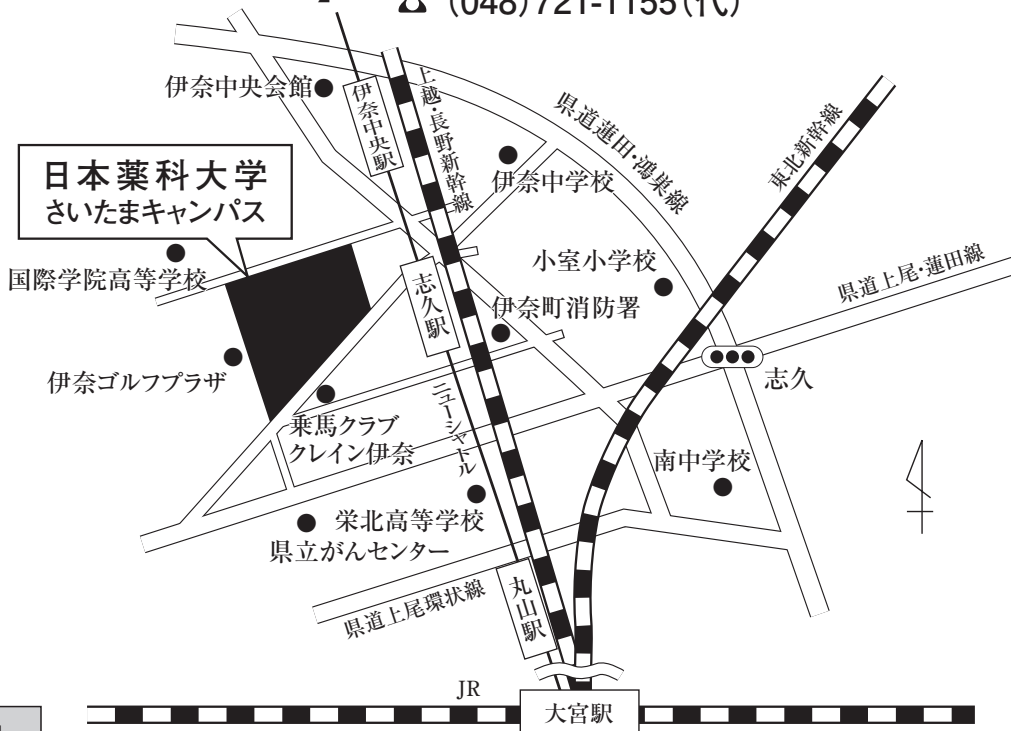 (048)721-1155(代)
伊奈中央会館
伊奈中央駅
上越・長野新幹線
県道蓮田・鴻巣線
東北新幹線
日本薬科大学
さいたまキャンパス
伊奈中学校
国際学院高等学校
志久駅
小室小学校
県道上尾・蓮田線
伊奈町消防署
伊奈ゴルフプラザ
志久
乗馬クラブ
クレイン伊奈
ニューシャトル
南中学校
栄北高等学校
県立がんセンター
県道上尾環状線
丸山駅
JR
大宮駅